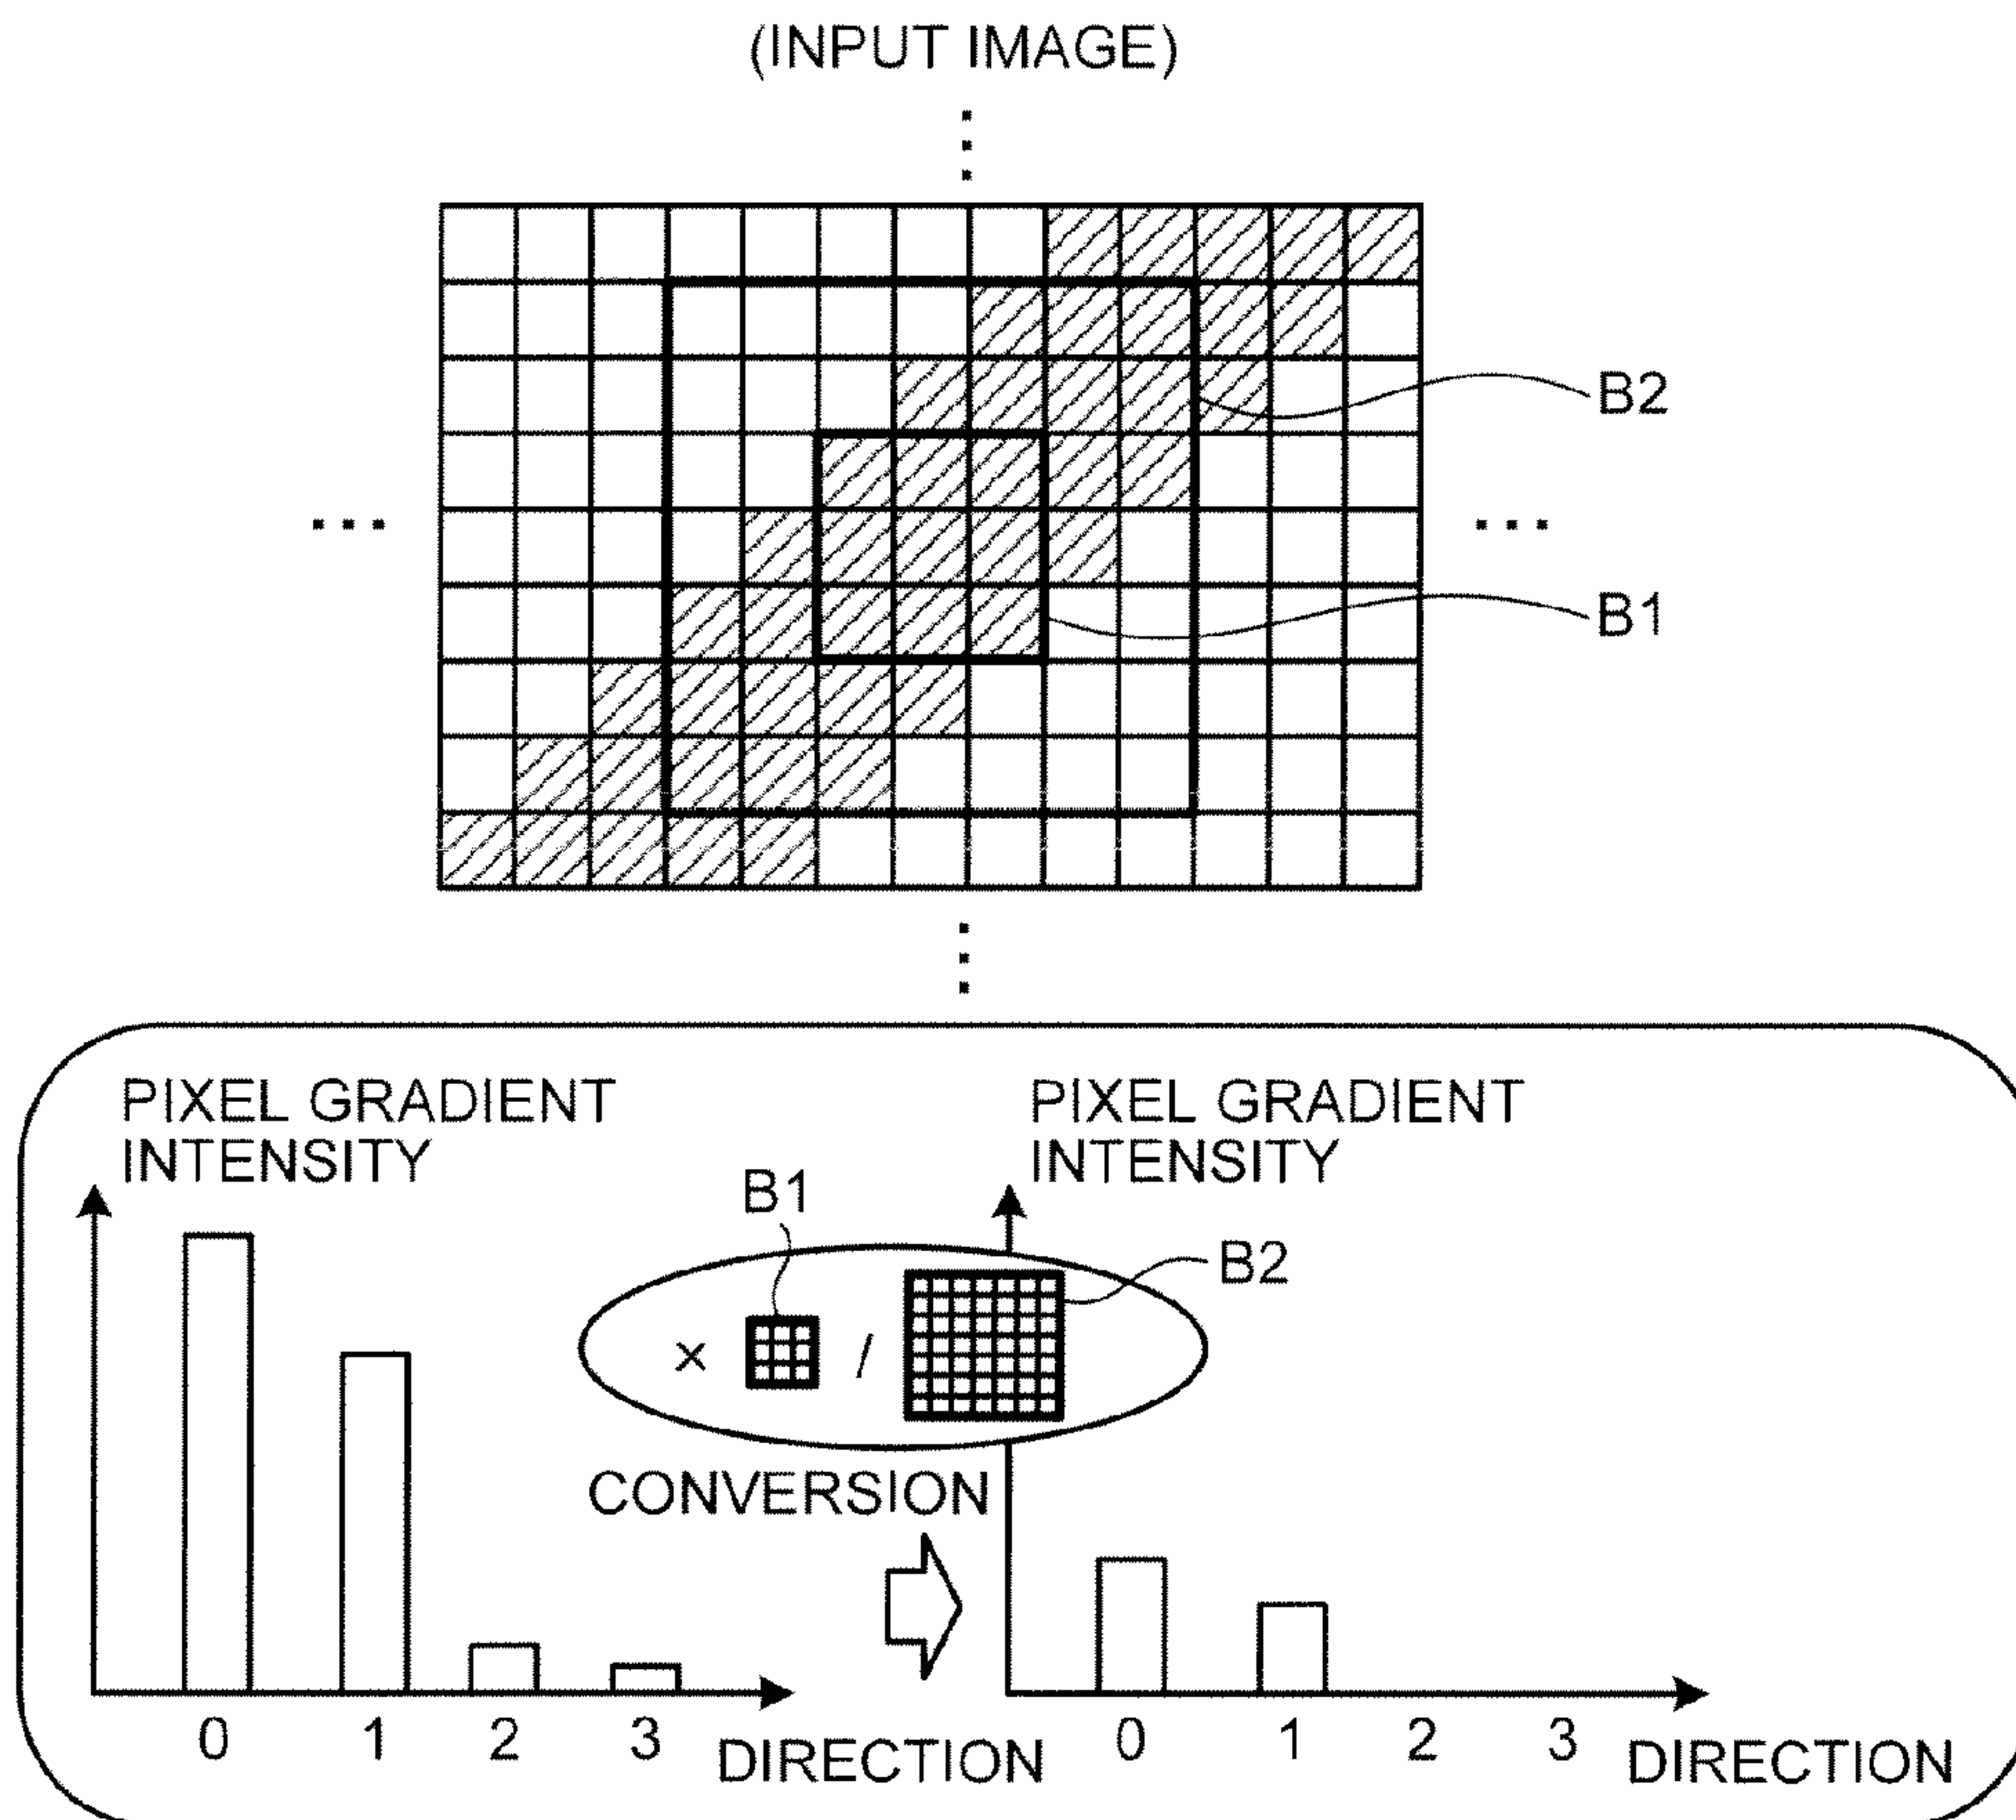 (INPUT IMAGE)
B2
B1
PIXEL GRADIENT
INTENSITY
PIXEL GRADIENT
INTENSITY
B1
B2
× /
CONVERSION
0 1 2 3
DIRECTION
0 1 2 3
DIRECTION